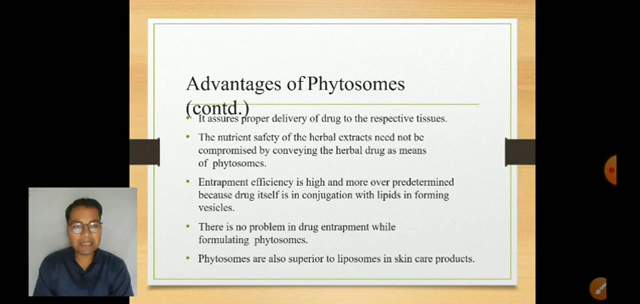 Advantages of Phytosomes
(contd.)
• It assures proper delivery of drug to the respective tissues.
• The nutrient safety of the herbal extracts need not be
compromised by conveying the herbal drug as means
of phytosomes.
• Entrapment efficiency is high and more over predetermined
because drug itself is in conjugation with lipids in forming
vesicles.
• There is no problem in drug entrapment while
formulating phytosomes.
• Phytosomes are also superior to liposomes in skin care products.